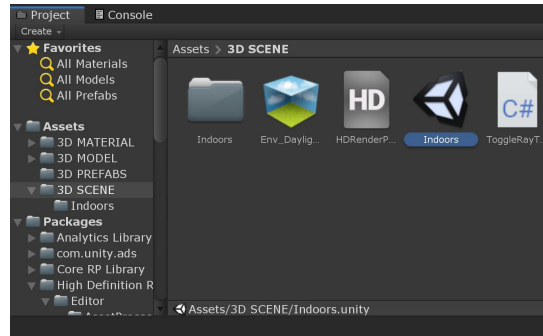 Project
Console
Create
Favorites
All Materials
All Models
All Prefabs
Assets
3D MATERIAL
3D MODEL
3D PREFABS
3D SCENE
Indoors
Packages
Analytics Library
com.unity.ads
Core RP Library
High Definition R
Editor
Assets > 3D SCENE
HD
C#
Indoors
Env_Daylig...
HDRenderP...
Indoors
ToggleRayT...
Assets/3D SCENE/Indoors.unity